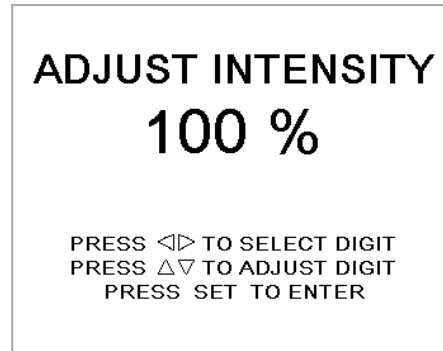 ADJUST INTENSITY
100 %
PRESS ◁▷ TO SELECT DIGIT
PRESS △▽ TO ADJUST DIGIT
PRESS SET TO ENTER